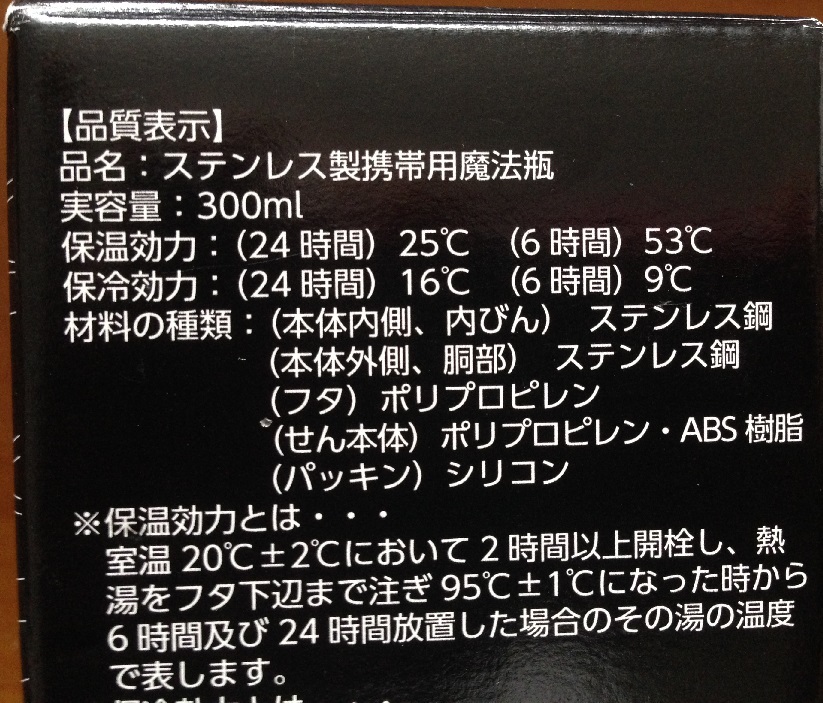 【品質表示】
品名：ステンレス製携帯用魔法瓶
実容量：300ml
保温効力：（24 時間） 25℃ （6 時間） 53℃
保冷効力：（24 時間） 16℃ （6 時間） 9℃
材料の種類：（本体内側、内びん） ステンレス鋼
（本体外側、胴部） ステンレス鋼
（フタ） ポリプロピレン
（せん本体） ポリプロピレン・ABS 樹脂
（パッキン） シリコン
※保温効力とは・・・
室温 20℃±2℃において 2 時間以上開栓し、熱
湯をフタ下辺まで注ぎ 95℃±1℃になった時から
6 時間及び 24 時間放置した場合のその湯の温度
で表します。